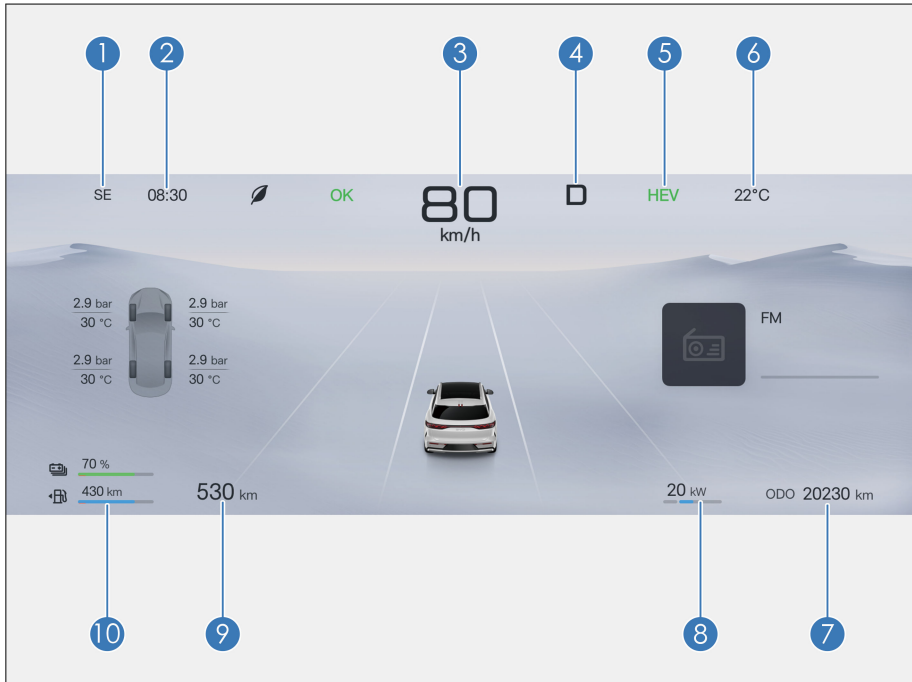 1 2 3 4 5 6
SE 08:30 OK 80 D HEV 22°C
km/h
2.9 bar 2.9 bar
30 °C 30 °C
2.9 bar 2.9 bar
30 °C 30 °C
FM
70 %
430 km 530 km 20 kW ODO 20230 km
10 9 8 7